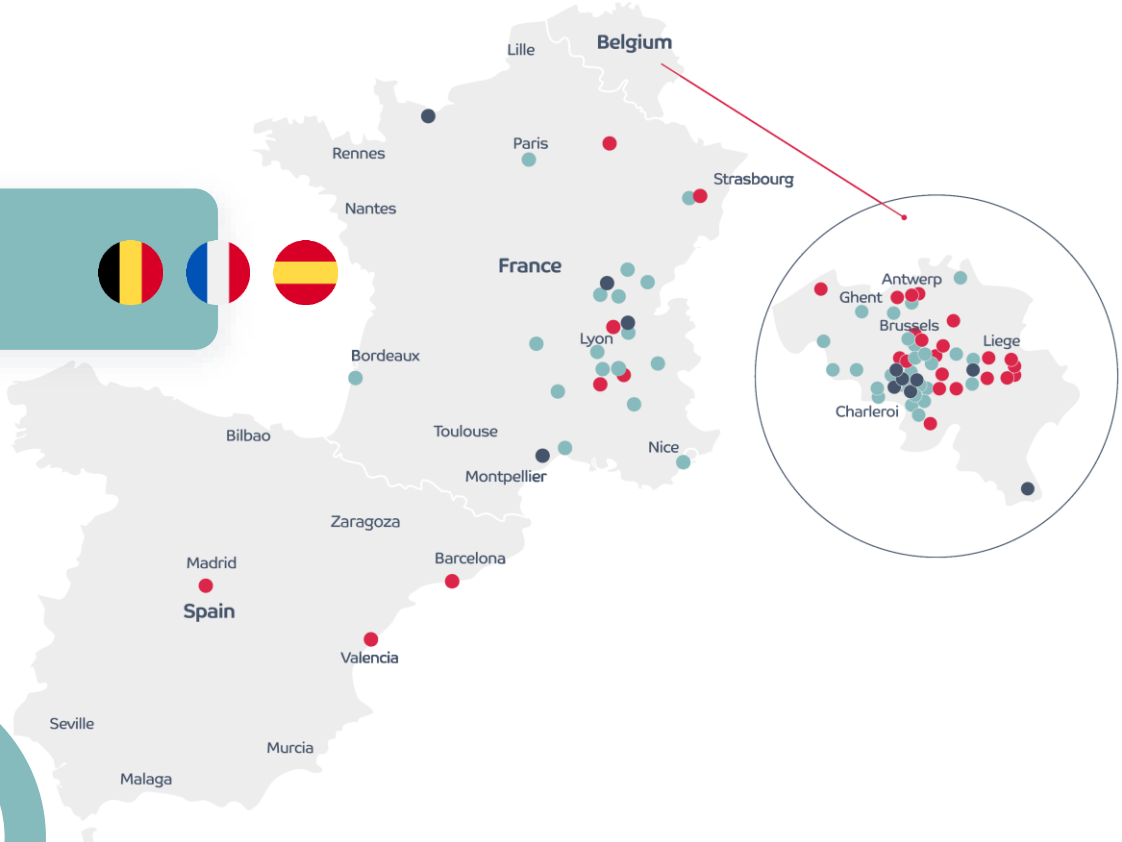 Lille
Belgium
Paris
Rennes
Strasbourg
Nantes
France
Antwerp
Ghent
Brussels
Lyon
Liege
Bordeaux
Charleroi
Toulouse
Bilbao
Nice
Montpellier
Zaragoza
Barcelona
Madrid
Spain
Valencia
Seville
Murcia
Malaga